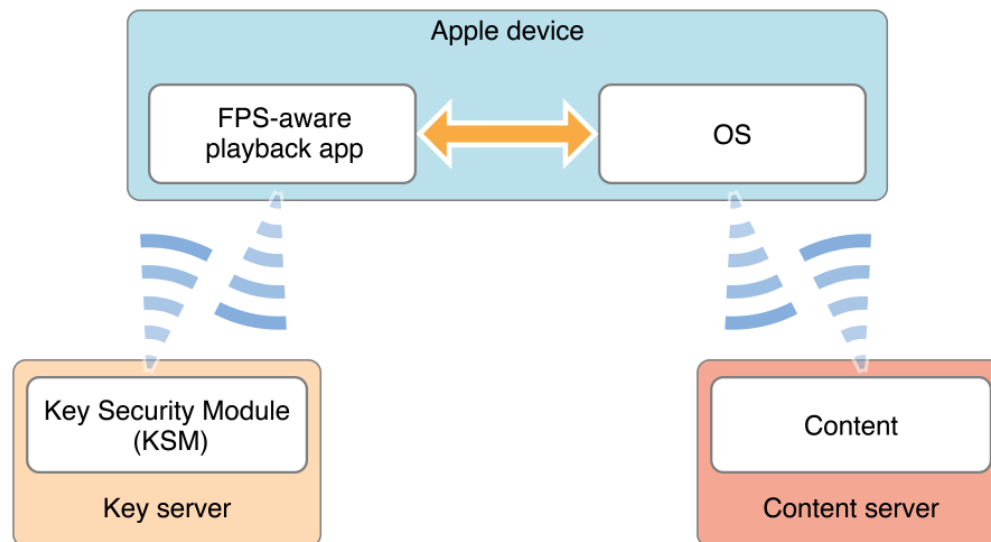 Apple device
FPS-aware
playback app
OS
Key Security Module
(KSM)
Key server
Content
Content server